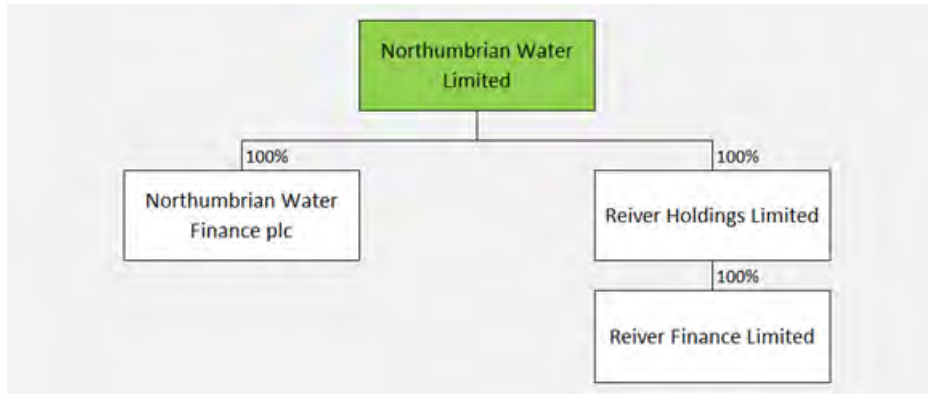 Northumbrian Water
Limited
100%
100%
Northumbrian Water
Finance plc
Reiver Holdings Limited
100%
Reiver Finance Limited